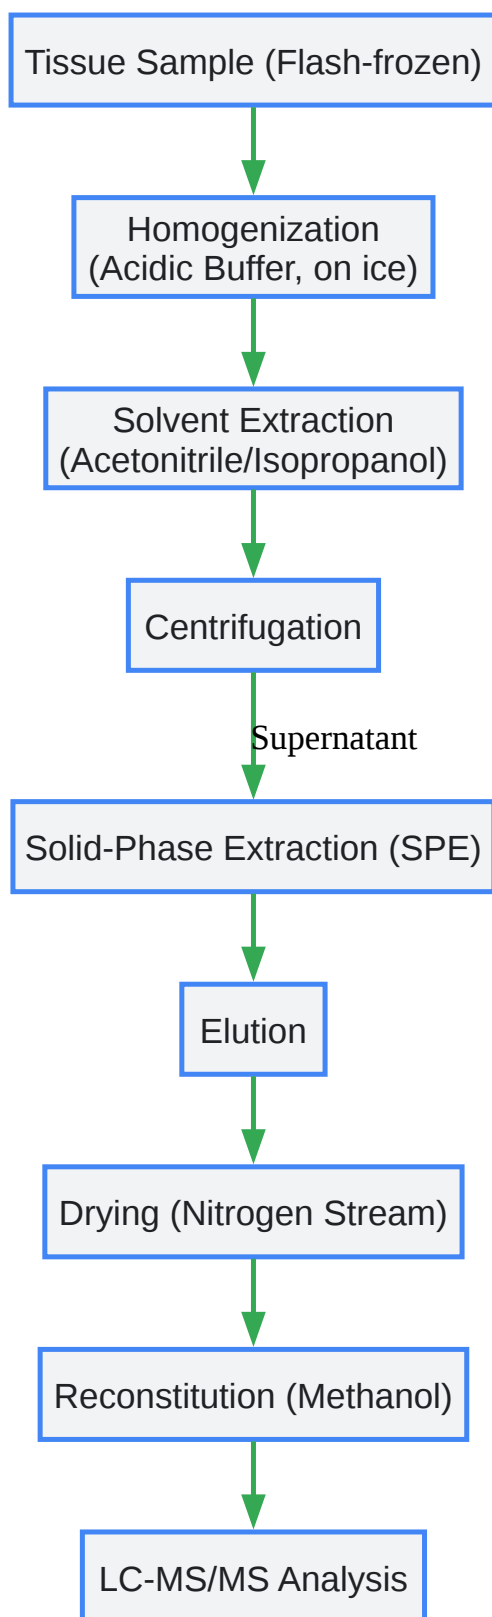 Tissue Sample (Flash-frozen)
Homogenization
(Acidic Buffer, on ice)
Solvent Extraction
(Acetonitrile/Isopropanol)
Centrifugation
Supernatant
Solid-Phase Extraction (SPE)
Elution
Drying (Nitrogen Stream)
Reconstitution (Methanol)
LC-MS/MS Analysis